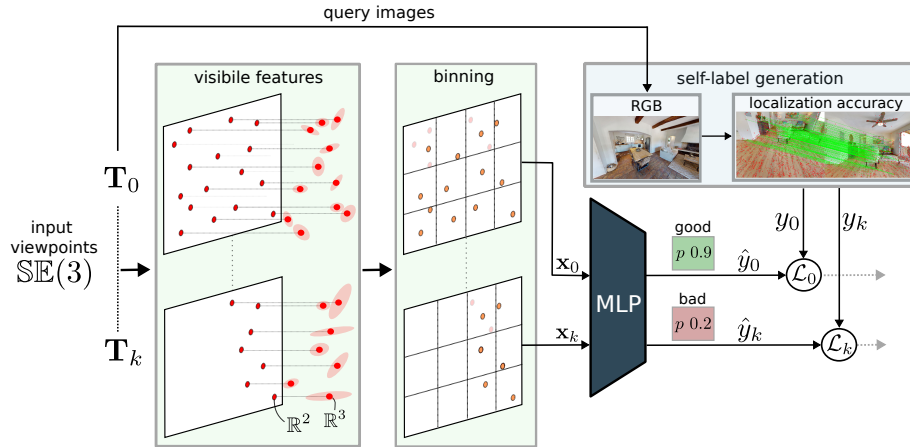 query images
visibile features
binning
self-label generation
RGB
localization accuracy
T₀
input
viewpoints
𝕊𝔼(3)
Tₖ
ℝ²
ℝ³
x₀
xₖ
MLP
good
p 0.9
ŷ₀
bad
p 0.2
ŷₖ
y₀
yₖ
ℒ₀
ℒₖ